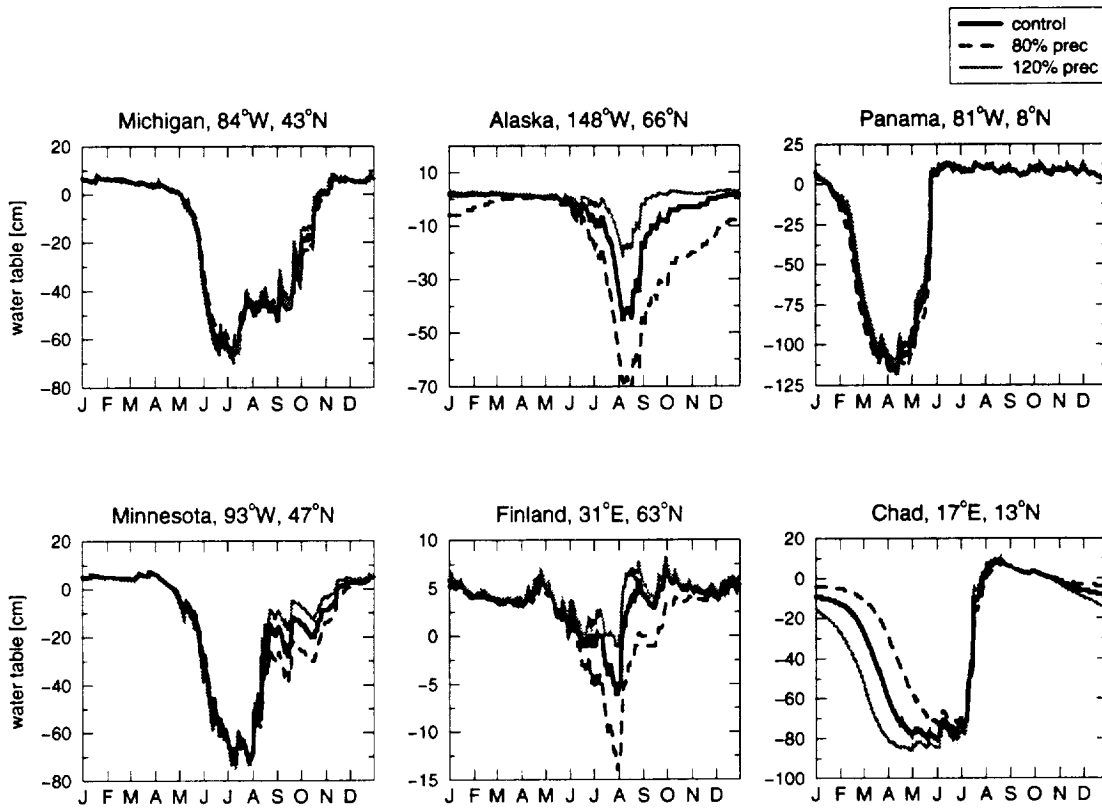 control
80% prec
120% prec
Michigan, 84°W, 43°N
Alaska, 148°W, 66°N
Panama, 81°W, 8°N
water table [cm]
20
0
-20
-40
-60
-80
J F M A M J J A S O N D
10
-10
-30
-50
-70
J F M A M J J A S O N D
25
0
-25
-50
-75
-100
-125
J F M A M J J A S O N D
Minnesota, 93°W, 47°N
Finland, 31°E, 63°N
Chad, 17°E, 13°N
water table [cm]
20
0
-20
-40
-60
-80
J F M A M J J A S O N D
10
5
0
-5
-10
-15
J F M A M J J A S O N D
20
0
-20
-40
-60
-80
-100
J F M A M J J A S O N D